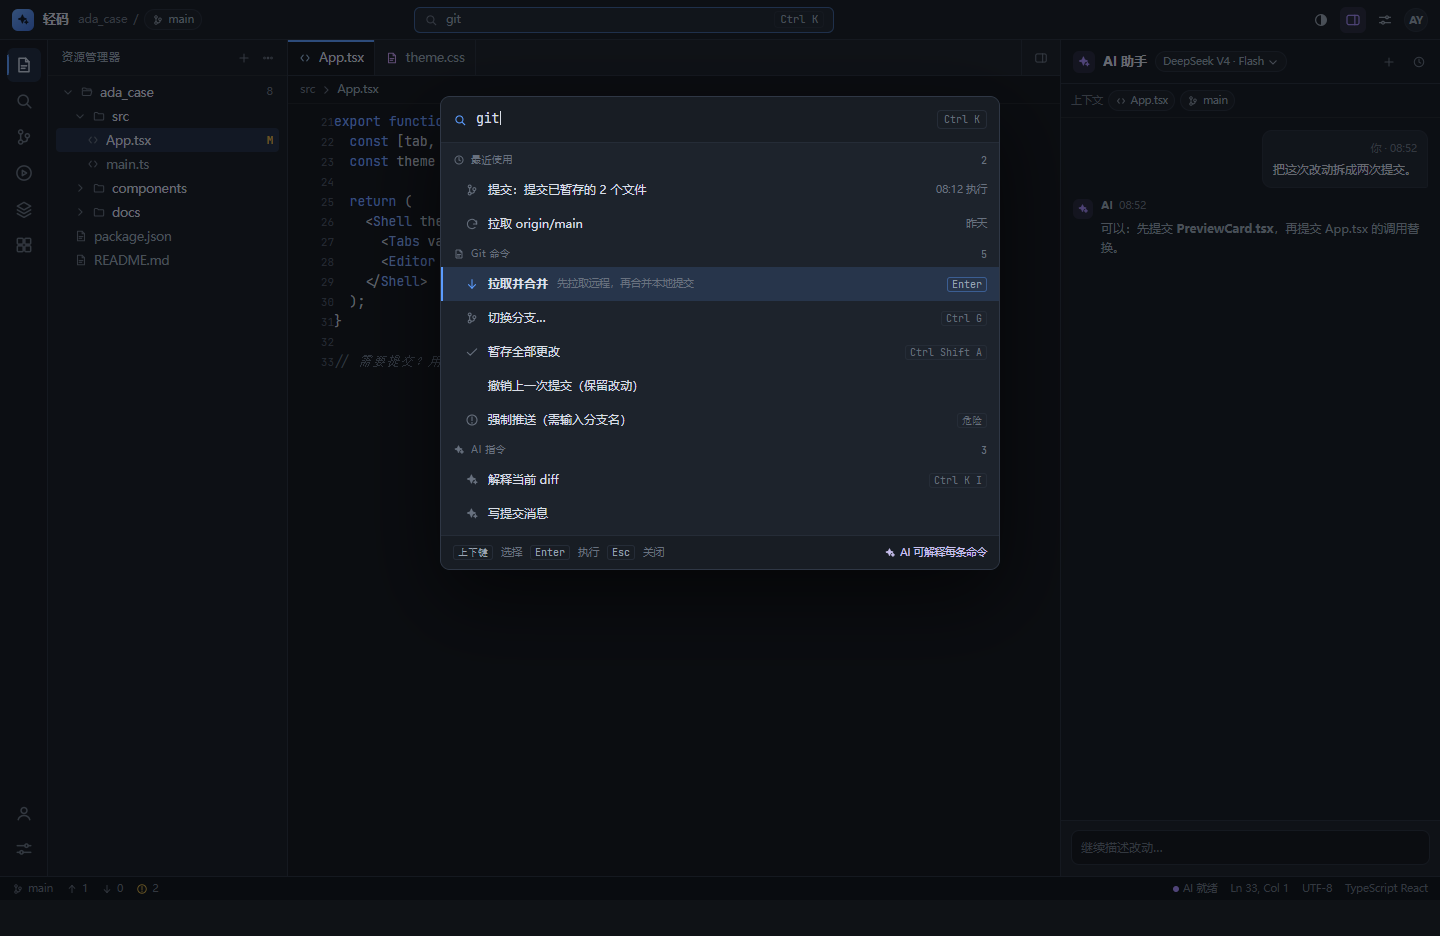 轻码 ada_case / main
git Ctrl K
AY
资源管理器
ada_case 8
src
App.tsx M
main.ts
components
docs
package.json
README.md
App.tsx theme.css
src > App.tsx
21 export functio
22 const [tab,
23 const theme
24
25 return (
26 <Shell the
27 <Tabs va
28 <Editor
29 </Shell>
30 );
31 }
32
33 // 需要提交？用
git Ctrl K
最近使用 2
提交：提交已暂存的 2 个文件 08:12 执行
拉取 origin/main 昨天
Git 命令 5
拉取并合并 先拉取远程，再合并本地提交 Enter
切换分支… Ctrl G
暂存全部更改 Ctrl Shift A
撤销上一次提交（保留改动）
强制推送（需输入分支名） 危险
AI 指令 3
解释当前 diff Ctrl K I
写提交消息
上下键 选择 Enter 执行 Esc 关闭 AI 可解释每条命令
AI 助手 DeepSeek V4 · Flash
上下文 App.tsx main
你 · 08:52
把这次改动拆成两次提交。
AI 08:52
可以：先提交 PreviewCard.tsx，再提交 App.tsx 的调用替
换。
继续描述改动…
main ↑ 1 ↓ 0 2
AI 就绪 Ln 33, Col 1 UTF-8 TypeScript React